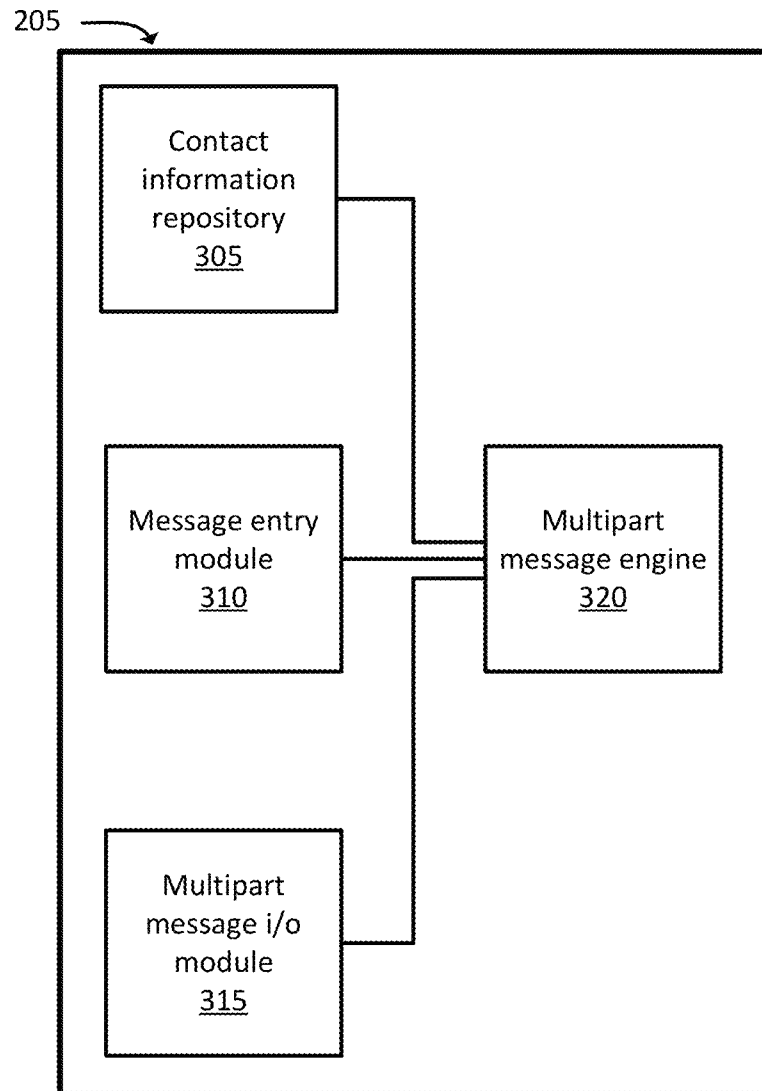 205
Contact
information
repository
305
Message entry
module
310
Multipart
message engine
320
Multipart
message i/o
module
315